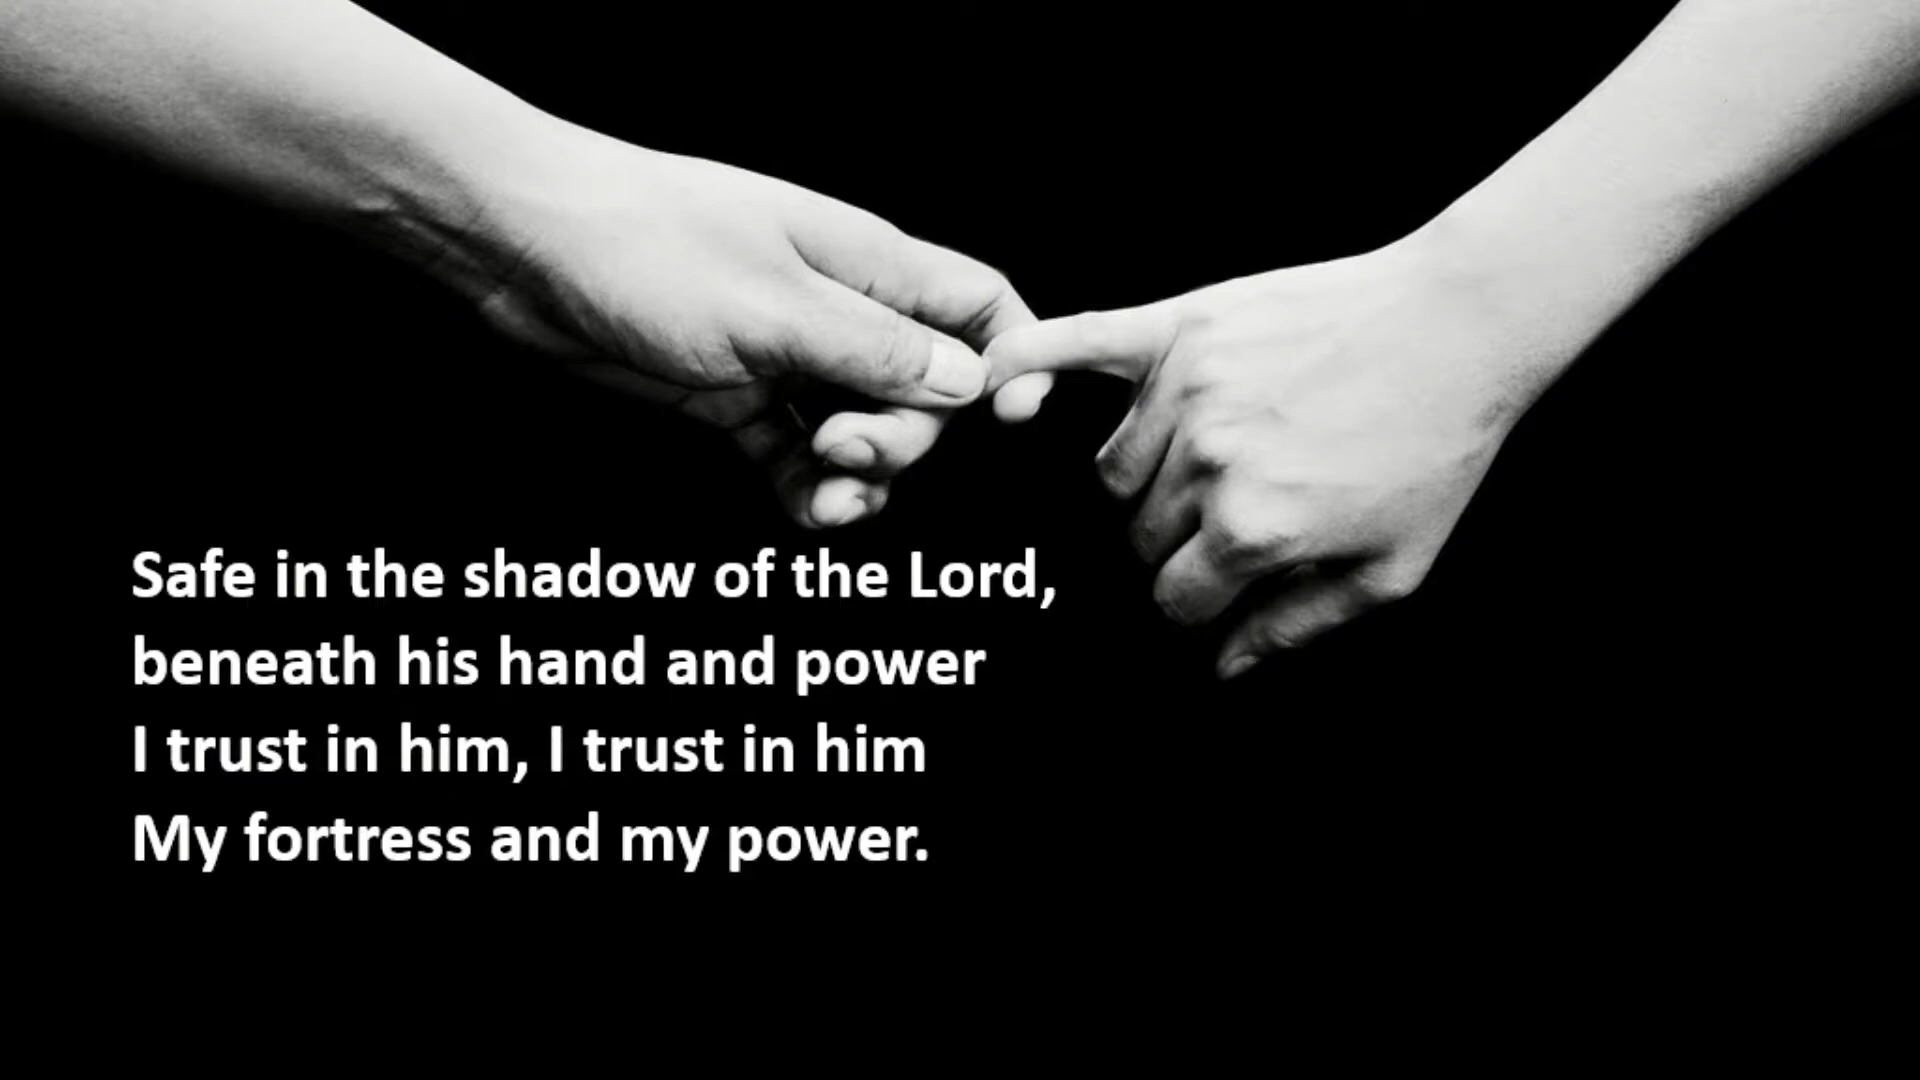 Safe in the shadow of the Lord,
beneath his hand and power
I trust in him, I trust in him
My fortress and my power.